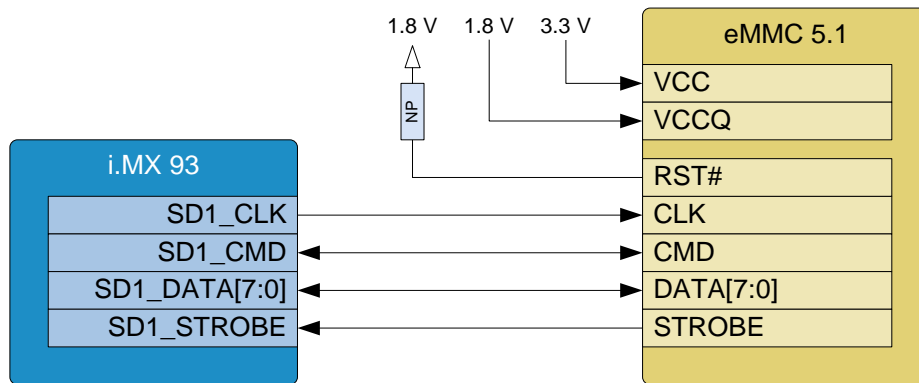 1.8 V 1.8 V 3.3 V
eMMC 5.1
VCC
NP
VCCQ
i.MX 93
RST#
SD1_CLK CLK
SD1_CMD CMD
SD1_DATA[7:0] DATA[7:0]
SD1_STROBE STROBE